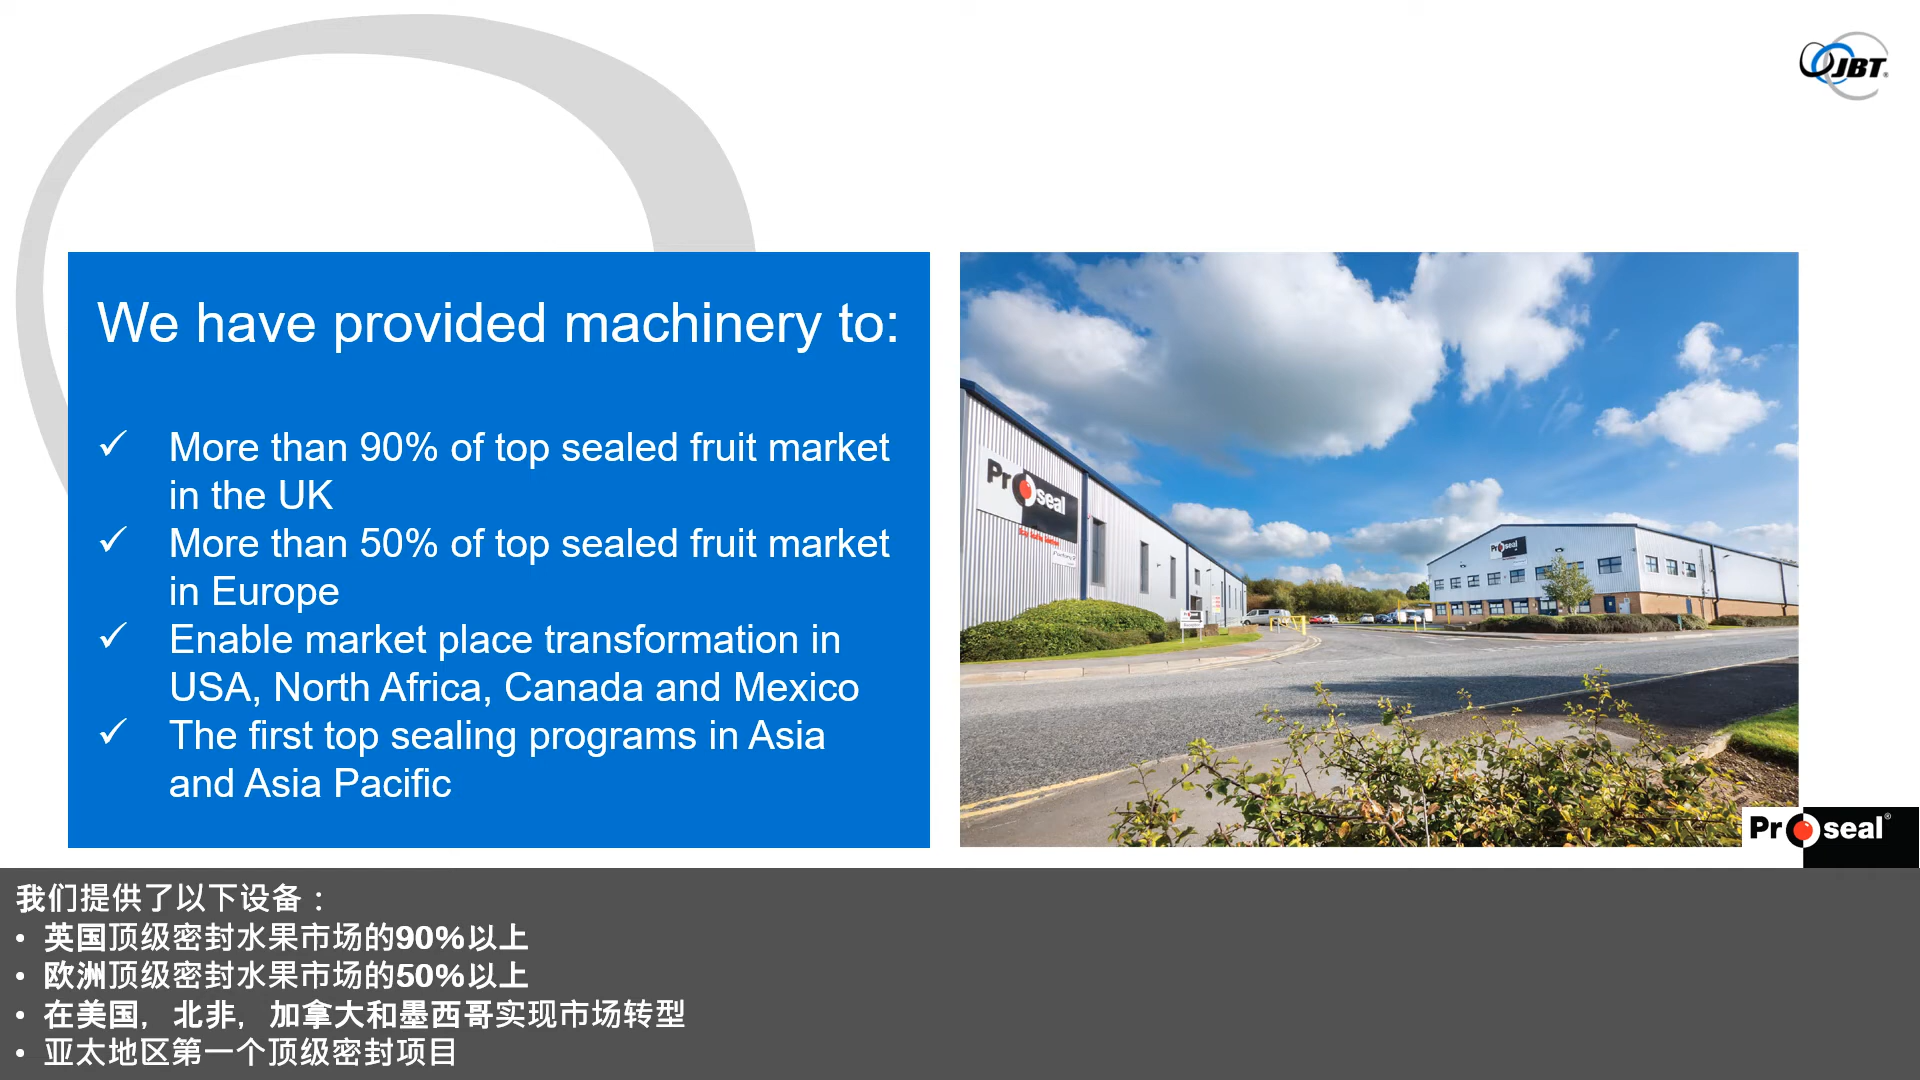 JBT
We have provided machinery to:
✓ More than 90% of top sealed fruit market
in the UK
✓ More than 50% of top sealed fruit market
in Europe
✓ Enable market place transformation in
USA, North Africa, Canada and Mexico
✓ The first top sealing programs in Asia
and Asia Pacific
Proseal
Proseal
Proseal®
我们提供了以下设备：
• 英国顶级密封水果市场的90%以上
• 欧洲顶级密封水果市场的50%以上
• 在美国，北非，加拿大和墨西哥实现市场转型
• 亚太地区第一个顶级密封项目